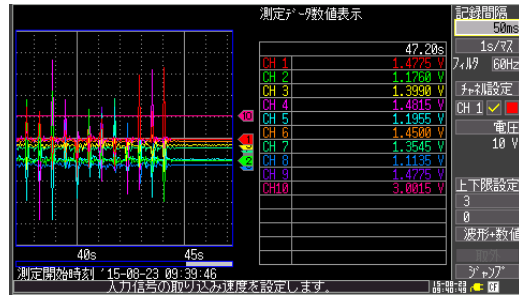 測定ﾃﾞｰﾀ数値表示
47.20s
CH 1 1.4775 V
CH 2 1.1760 V
CH 3 1.3990 V
CH 4 1.4815 V
CH 5 1.1955 V
CH 6 1.4500 V
CH 7 1.3545 V
CH 8 1.1135 V
CH 9 1.4775 V
CH10 3.0015 V
10
1
2
40s
45s
測定開始時刻 '15-08-23 09:39:46
入力信号の取り込み速度を設定します。
記録間隔
50ms
1s/ﾏｽ
ﾌｨﾙﾀ 60Hz
ﾁｬﾈﾙ設定
CH 1
電圧
10 V
上下限設定
3
0
波形+数値
ｼﾞｬﾝﾌﾟ
CF